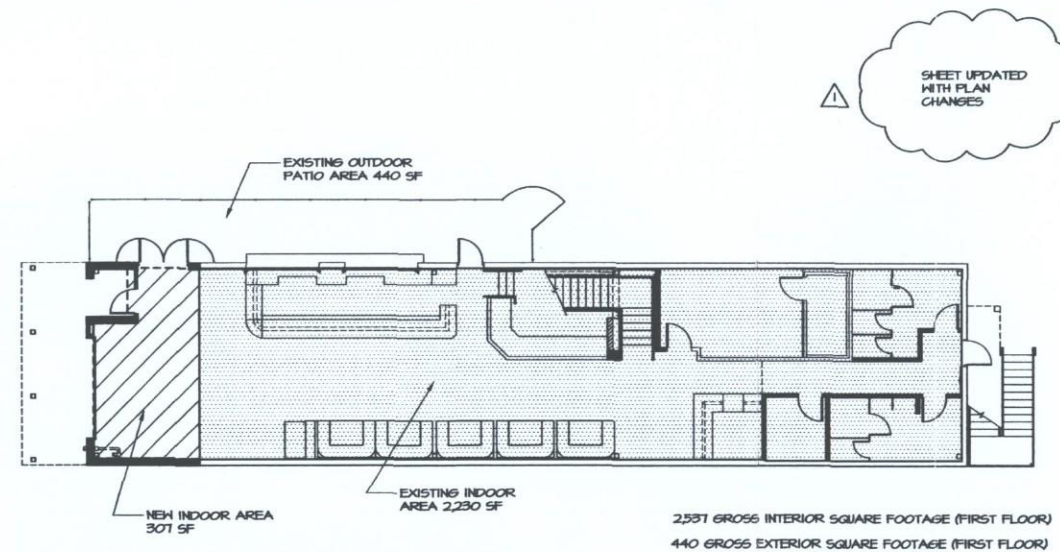 SHEET UPDATED
WITH PLAN
CHANGES
1
EXISTING OUTDOOR
PATIO AREA 440 SF
NEW INDOOR AREA
307 SF
EXISTING INDOOR
AREA 2,230 SF
2,537 GROSS INTERIOR SQUARE FOOTAGE (FIRST FLOOR)
440 GROSS EXTERIOR SQUARE FOOTAGE (FIRST FLOOR)